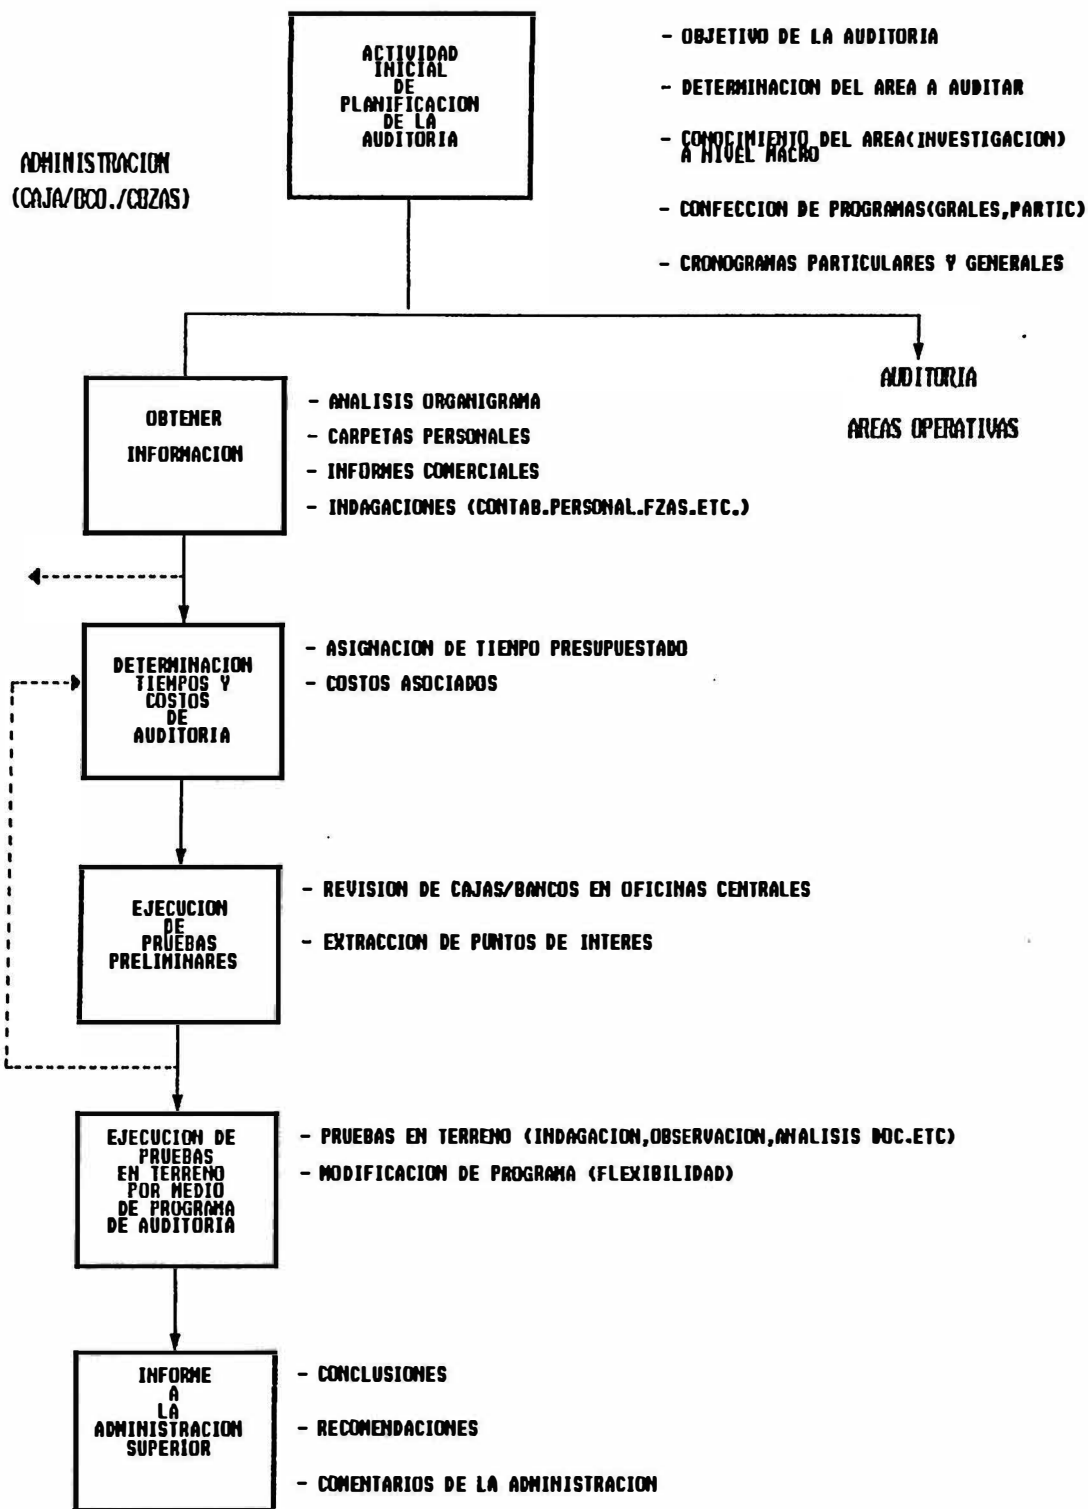 ACTIVIDAD
INICIAL
DE
PLANIFICACION
DE LA
AUDITORIA
- OBJETIVO DE LA AUDITORIA
- DETERMINACION DEL AREA A AUDITAR
- CONOCIMIENTO DEL AREA(INVESTIGACION)
A NIVEL MACRO
- CONFECCION DE PROGRAMAS(GRALES,PARTIC)
- CRONOGRAMAS PARTICULARES Y GENERALES
ADMINISTRACION
(CAJA/BCO./CBZAS)
AUDITORIA
AREAS OPERATIVAS
OBTENER
INFORMACION
- ANALISIS ORGANIGRAMA
- CARPETAS PERSONALES
- INFORMES COMERCIALES
- INDAGACIONES (CONTAB.PERSONAL.FZAS.ETC.)
DETERMINACION
TIEMPOS Y
COSTOS
DE
AUDITORIA
- ASIGNACION DE TIEMPO PRESUPUESTADO
- COSTOS ASOCIADOS
EJECUCION
DE
PRUEBAS
PRELIMINARES
- REVISION DE CAJAS/BANCOS EN OFICINAS CENTRALES
- EXTRACCION DE PUNTOS DE INTERES
EJECUCION DE
PRUEBAS
EN TERRENO
POR MEDIO
DE PROGRAMA
DE AUDITORIA
- PRUEBAS EN TERRENO (INDAGACION,OBSERVACION,ANALISIS DOC.ETC)
- MODIFICACION DE PROGRAMA (FLEXIBILIDAD)
INFORME
A
LA
ADMINISTRACION
SUPERIOR
- CONCLUSIONES
- RECOMENDACIONES
- COMENTARIOS DE LA ADMINISTRACION